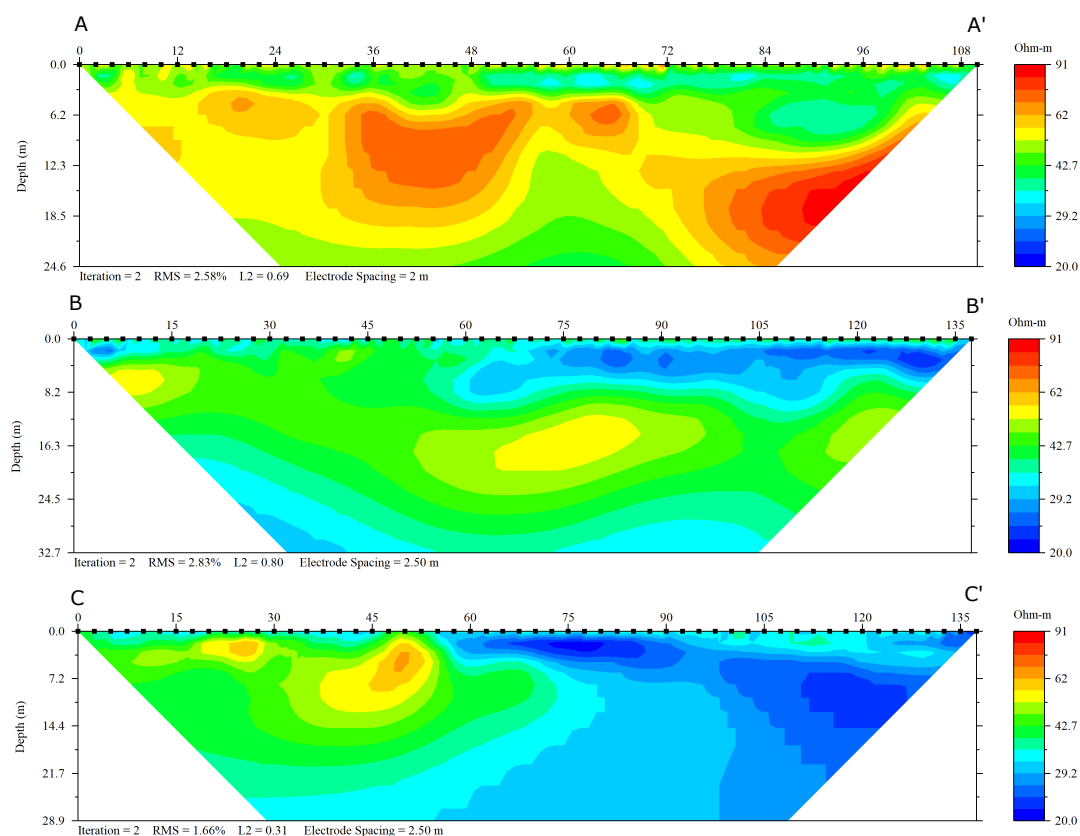 A A'
0 12 24 36 48 60 72 84 96 108
Ohm-m
0.0
6.2
12.3
18.5
24.6
Depth (m)
91
62
42.7
29.2
20.0
Iteration = 2 RMS = 2.58% L2 = 0.69 Electrode Spacing = 2 m
B B'
0 15 30 45 60 75 90 105 120 135
Ohm-m
0.0
8.2
16.3
24.5
32.7
Depth (m)
91
62
42.7
29.2
20.0
Iteration = 2 RMS = 2.83% L2 = 0.80 Electrode Spacing = 2.50 m
C C'
0 15 30 45 60 75 90 105 120 135
Ohm-m
0.0
7.2
14.4
21.7
28.9
Depth (m)
91
62
42.7
29.2
20.0
Iteration = 2 RMS = 1.66% L2 = 0.31 Electrode Spacing = 2.50 m